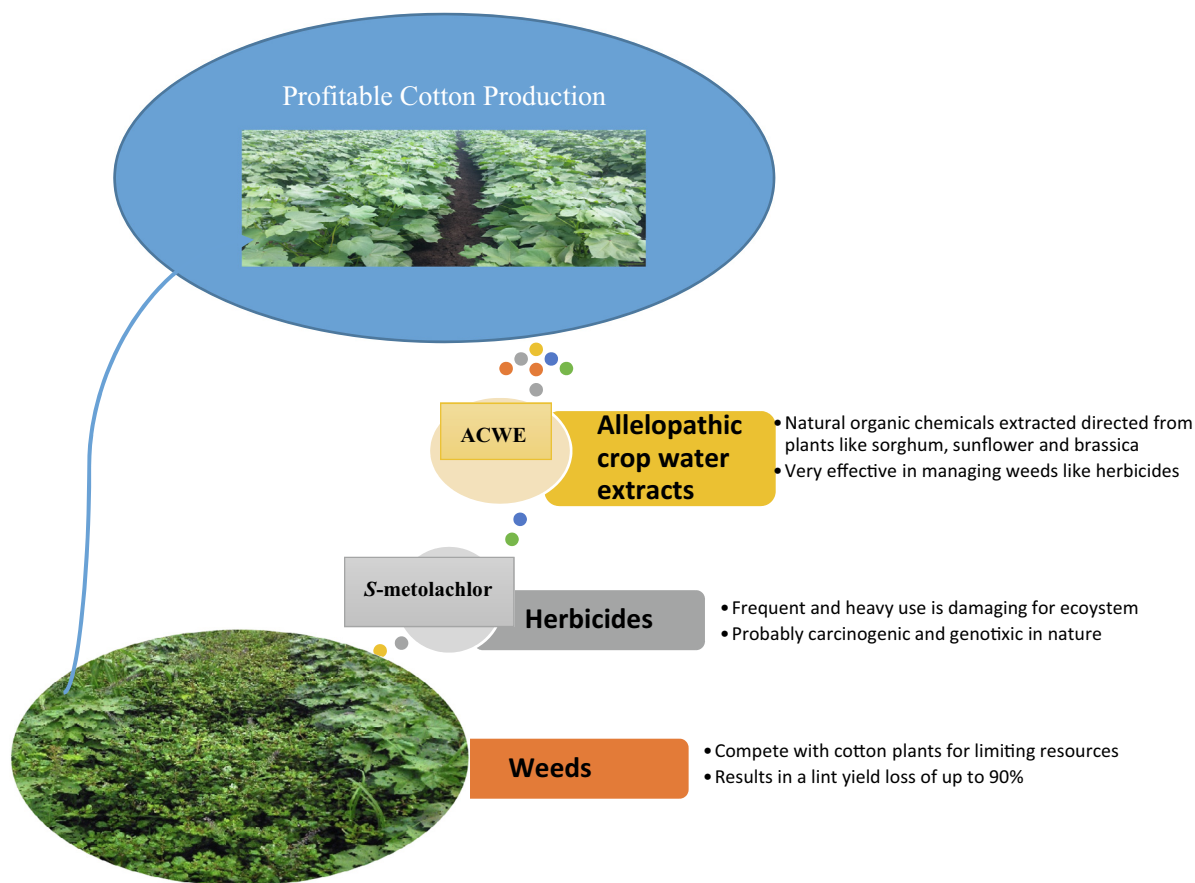 Profitable Cotton Production
ACWE
Allelopathic
crop water
extracts
•Natural organic chemicals extracted directed from
plants like sorghum, sunflower and brassica
•Very effective in managing weeds like herbicides
S-metolachlor
Herbicides
• Frequent and heavy use is damaging for ecoystem
• Probably carcinogenic and genotixic in nature
Weeds
• Compete with cotton plants for limiting resources
• Results in a lint yield loss of up to 90%